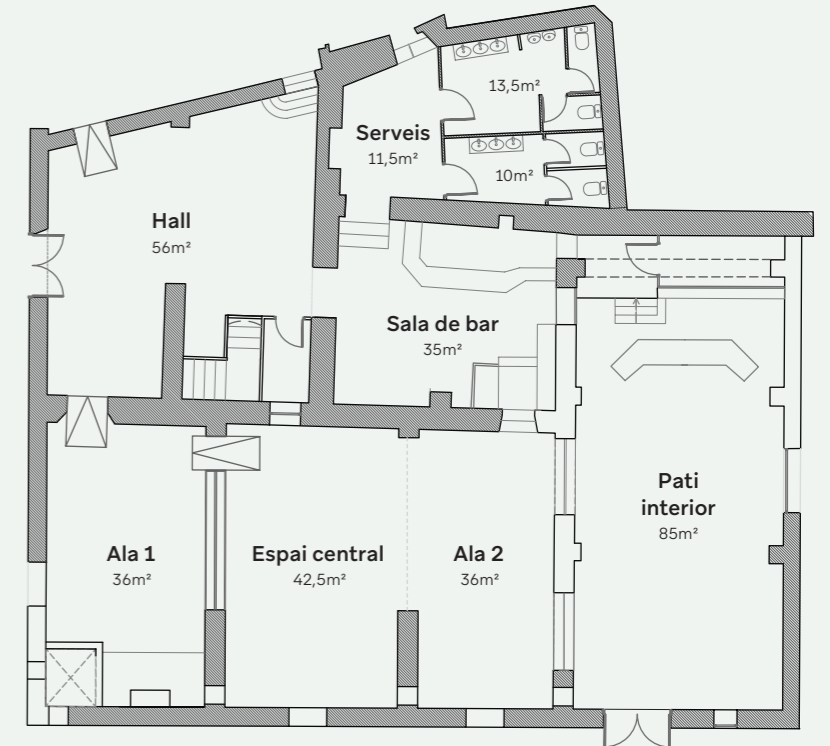 13,5m²
Serveis
11,5m²
10m²
Hall
56m²
Sala de bar
35m²
Pati
interior
85m²
Ala 1
36m²
Espai central
42,5m²
Ala 2
36m²